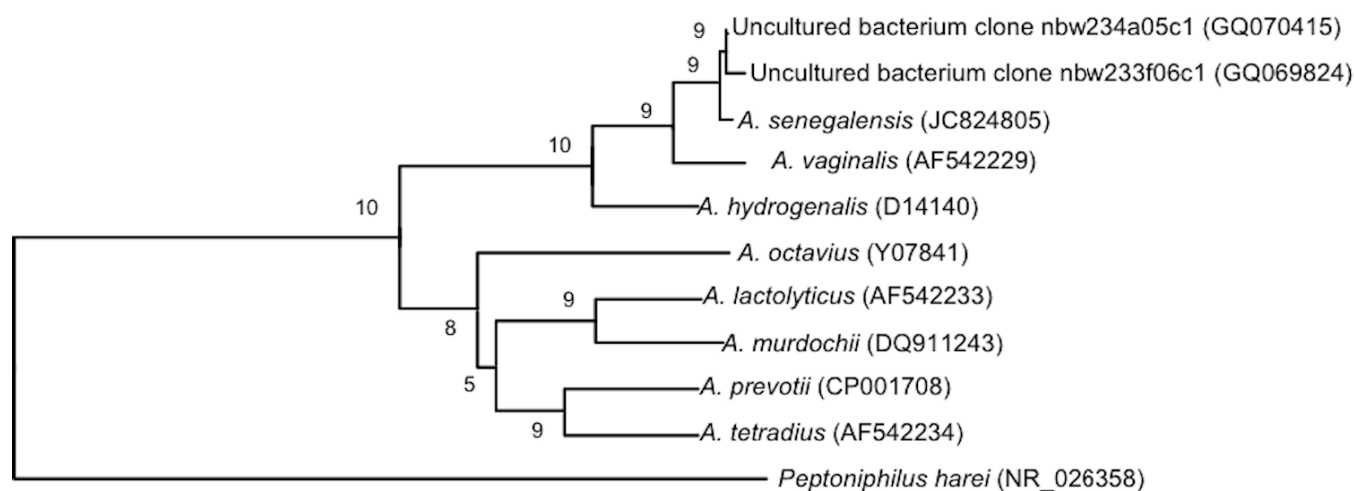 9
Uncultured bacterium clone nbw234a05c1 (GQ070415)
9
Uncultured bacterium clone nbw233f06c1 (GQ069824)
9
A. senegalensis (JC824805)
10
A. vaginalis (AF542229)
10
A. hydrogenalis (D14140)
A. octavius (Y07841)
9
A. lactolyticus (AF542233)
8
A. murdochii (DQ911243)
5
A. prevotii (CP001708)
9
A. tetradius (AF542234)
Peptoniphilus harei (NR_026358)